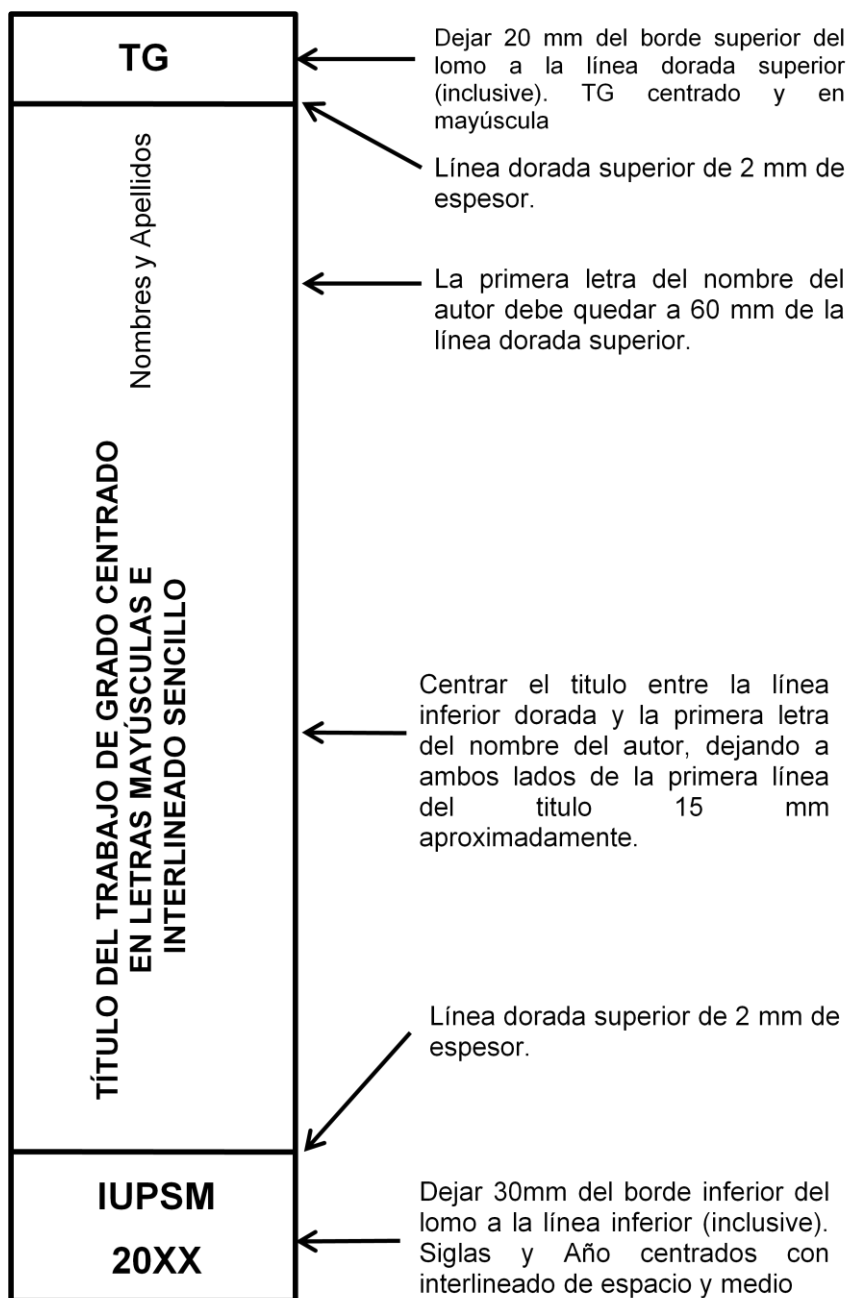 TG
Dejar 20 mm del borde superior del
lomo a la línea dorada superior
(inclusive). TG centrado y en
mayúscula
Línea dorada superior de 2 mm de
espesor.
Nombres y Apellidos
La primera letra del nombre del
autor debe quedar a 60 mm de la
línea dorada superior.
TÍTULO DEL TRABAJO DE GRADO CENTRADO
EN LETRAS MAYÚSCULAS E
INTERLINEADO SENCILLO
Centrar el titulo entre la línea
inferior dorada y la primera letra
del nombre del autor, dejando a
ambos lados de la primera línea
del titulo 15 mm
aproximadamente.
Línea dorada superior de 2 mm de
espesor.
IUPSM
20XX
Dejar 30mm del borde inferior del
lomo a la línea inferior (inclusive).
Siglas y Año centrados con
interlineado de espacio y medio